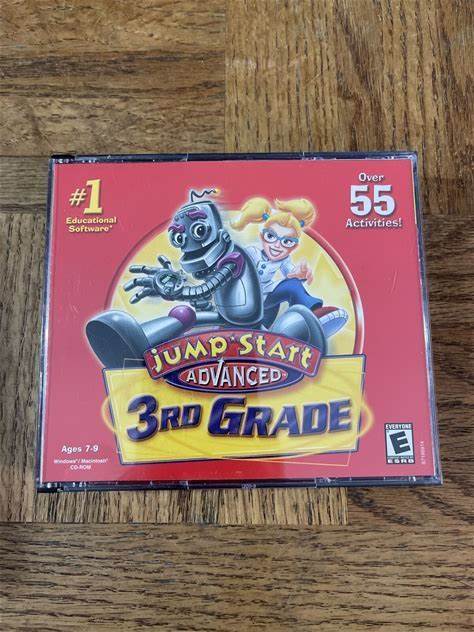 #1
Educational
Software*
Over
55
Activities!
Jump Start
ADVANCED
3RD GRADE
Ages 7-9
Windows®/Macintosh®
CD-ROM
EVERYONE
E
ESRB